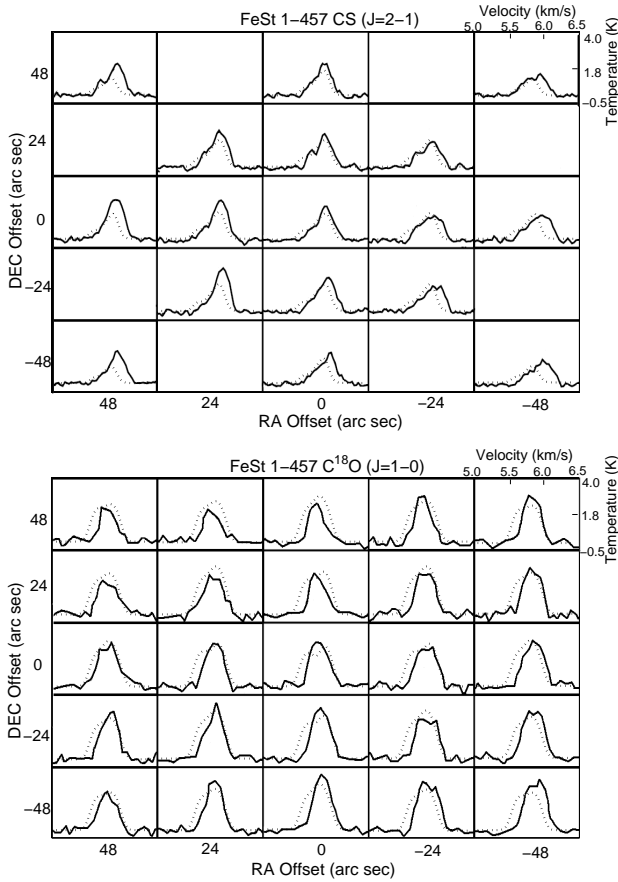 FeSt 1−457 CS (J=2−1)
Velocity (km/s)
5.0 5.5 6.0 6.5
4.0
1.8
−0.5
Temperature (K)
48
24
0
−24
−48
DEC Offset (arc sec)
48 24 0 −24 −48
RA Offset (arc sec)
FeSt 1−457 C¹⁸O (J=1−0)
Velocity (km/s)
5.0 5.5 6.0 6.5
4.0
1.8
−0.5
Temperature (K)
48
24
0
−24
−48
DEC Offset (arc sec)
48 24 0 −24 −48
RA Offset (arc sec)